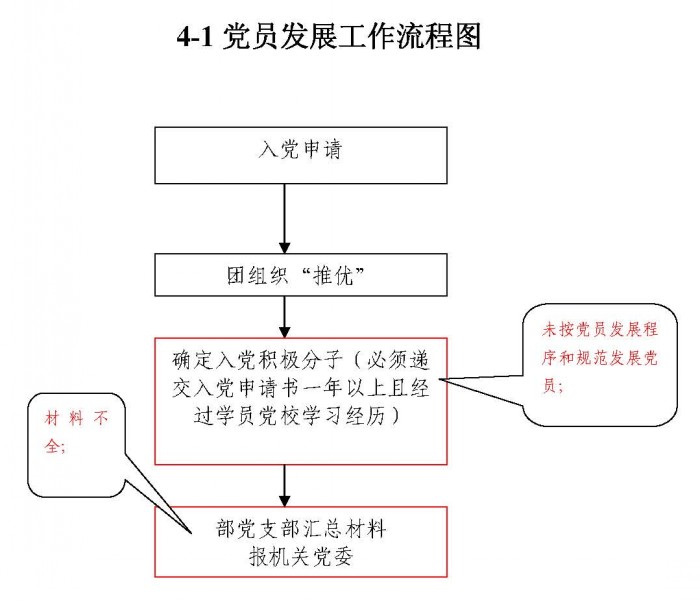 4-1 党员发展工作流程图
入党申请
团组织“推优”
确定入党积极分子（必须递
交入党申请书一年以上且经
过学员党校学习经历）
未按党员发展程
序和规范发展党
员;
材料不
全;
部党支部汇总材料
报机关党委